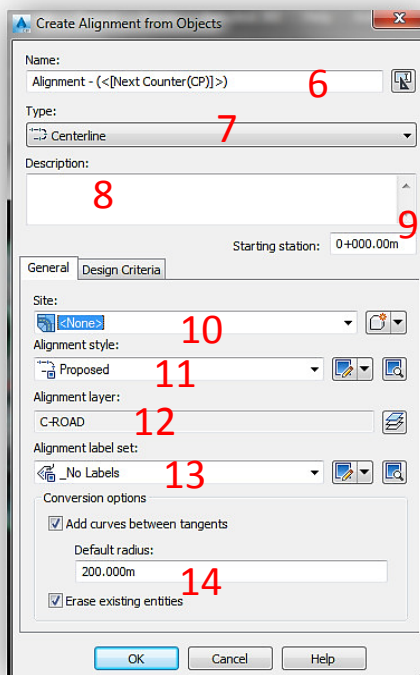 Create Alignment from Objects
Name:
Alignment - (<[Next Counter(CP)]>)
6
Type:
Centerline
7
Description:
8
9
Starting station: 0+000.00m
General Design Criteria
Site:
<None>
10
Alignment style:
Proposed
11
Alignment layer:
C-ROAD
12
Alignment label set:
_No Labels
13
Conversion options
Add curves between tangents
Default radius:
200.000m
14
Erase existing entities
OK Cancel Help